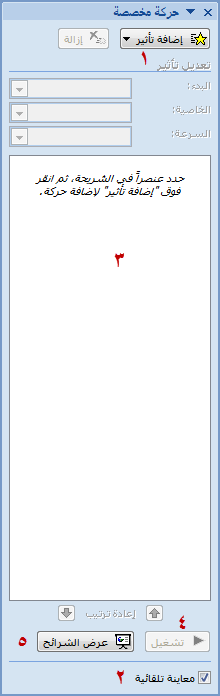 حركة مخصصة
إضافة تأثير إزالة
١
تعديل تأثير
البدء:
الخاصية:
السرعة:
حدد عنصراً في الشريحة، ثم انقر
فوق "إضافة تأثير" لإضافة حركة.
٣
إعادة ترتيب
٤
تشغيل عرض الشرائح ٥
معاينة تلقائية ٢